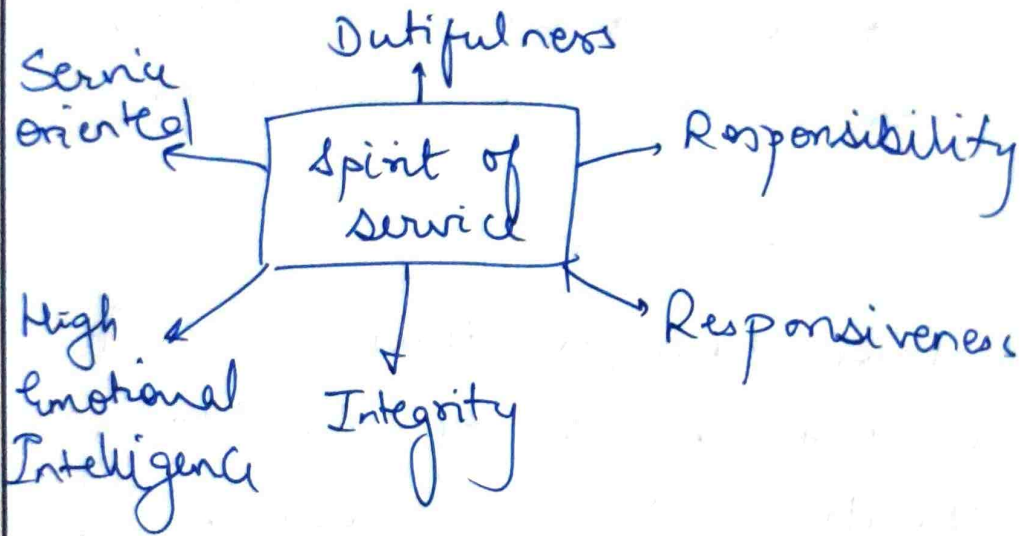 Dutifulness
Service
oriented
Spirit of
service
Responsibility
Responsiveness
High
Emotional
Intelligence
Integrity